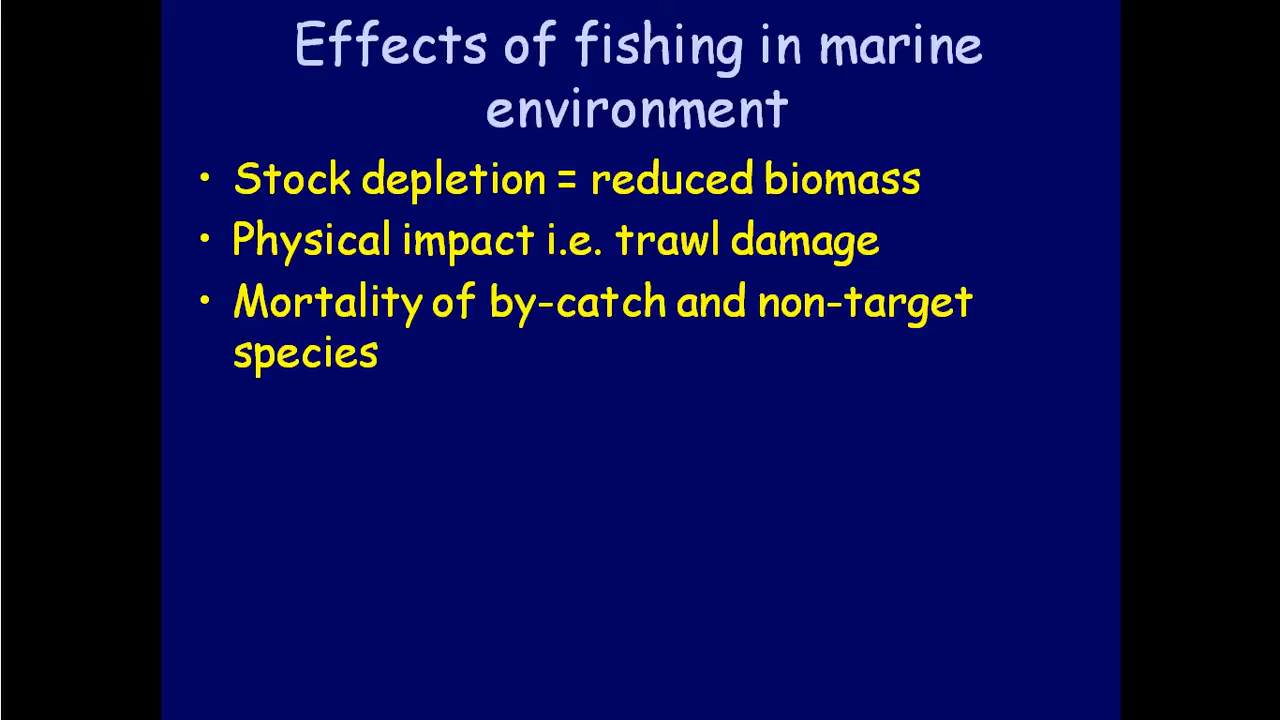 Effects of fishing in marine
environment
• Stock depletion = reduced biomass
• Physical impact i.e. trawl damage
• Mortality of by-catch and non-target
species